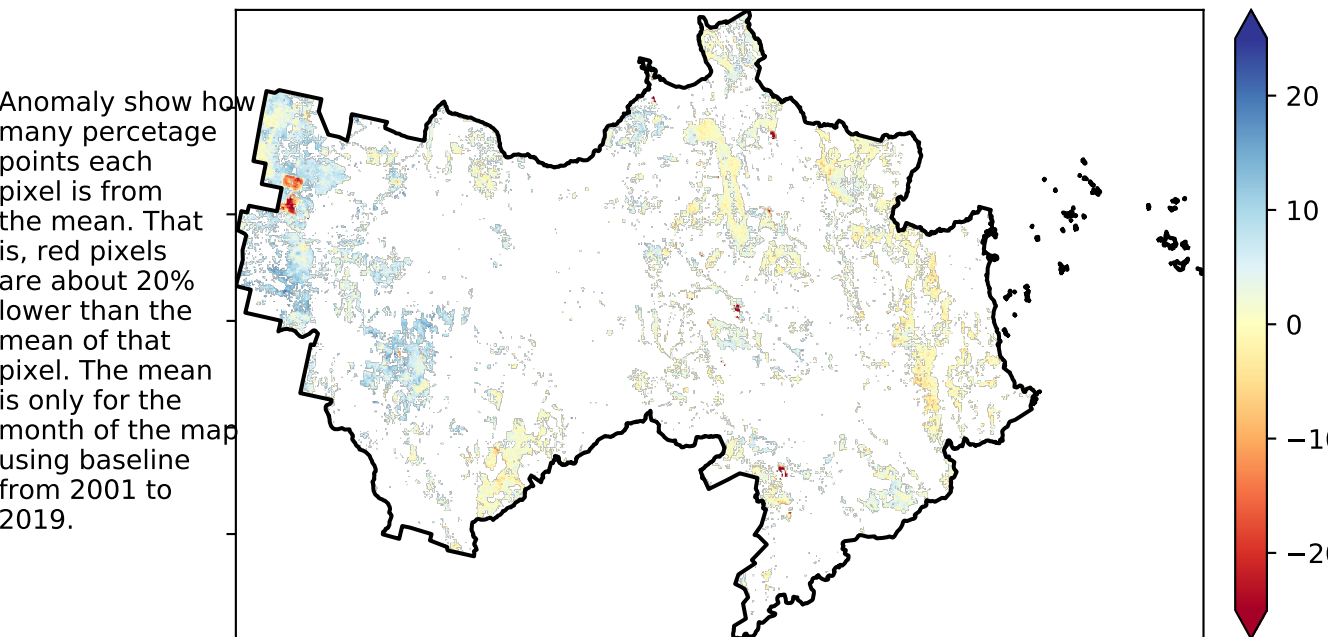 Anomaly show how
many percetage
points each
pixel is from
the mean. That
is, red pixels
are about 20%
lower than the
mean of that
pixel. The mean
is only for the
month of the map
using baseline
from 2001 to
2019.
20
10
0
−10
−20